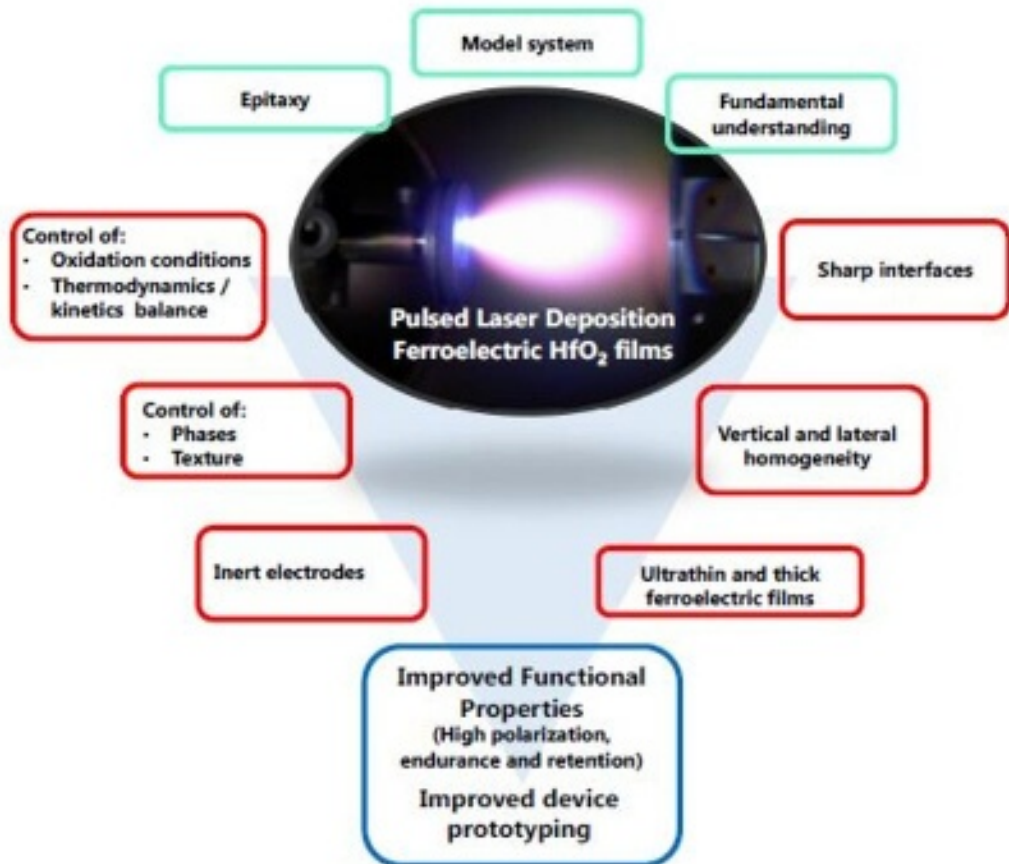 Model system
Epitaxy
Fundamental
understanding
Control of:
• Oxidation conditions
• Thermodynamics /
kinetics balance
Sharp interfaces
Pulsed Laser Deposition
Ferroelectric HfO₂ films
Control of:
• Phases
• Texture
Vertical and lateral
homogeneity
Inert electrodes
Ultrathin and thick
ferroelectric films
Improved Functional
Properties
(High polarization,
endurance and retention)
Improved device
prototyping